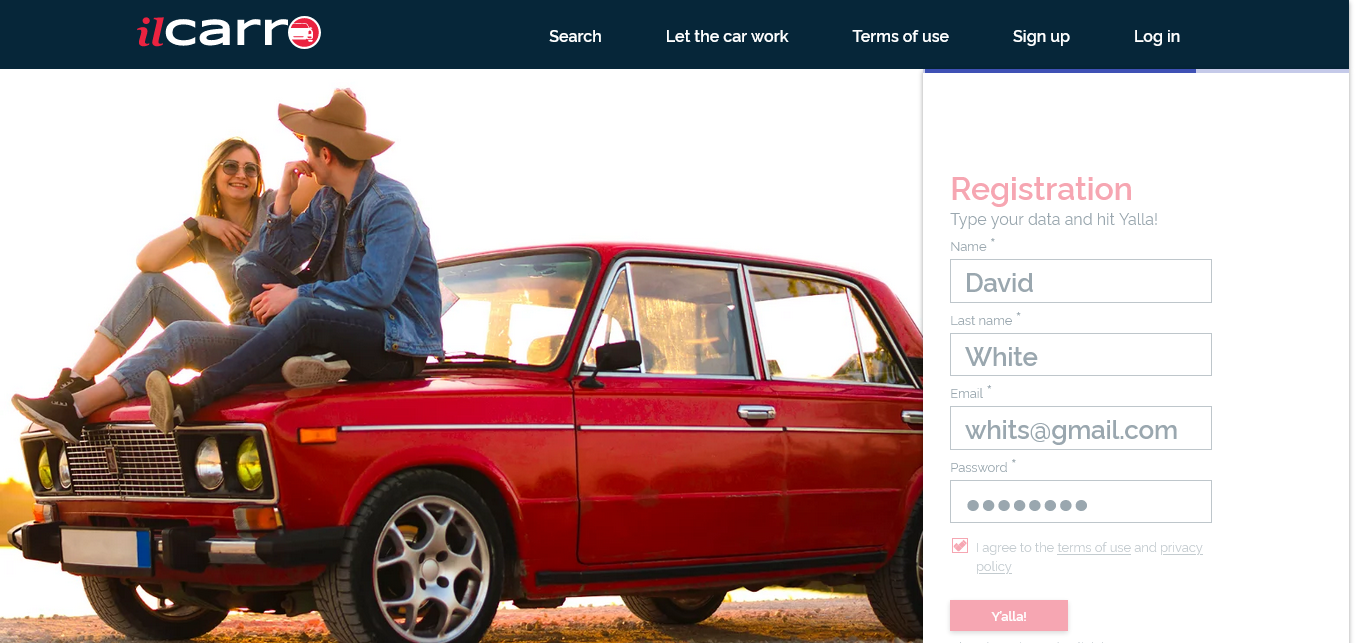 ilcarro
Search
Let the car work
Terms of use
Sign up
Log in
Registration
Type your data and hit Yalla!
Name *
David
Last name *
White
Email *
whits@gmail.com
Password *
●●●●●●●●
I agree to the terms of use and privacy
policy
Y'alla!